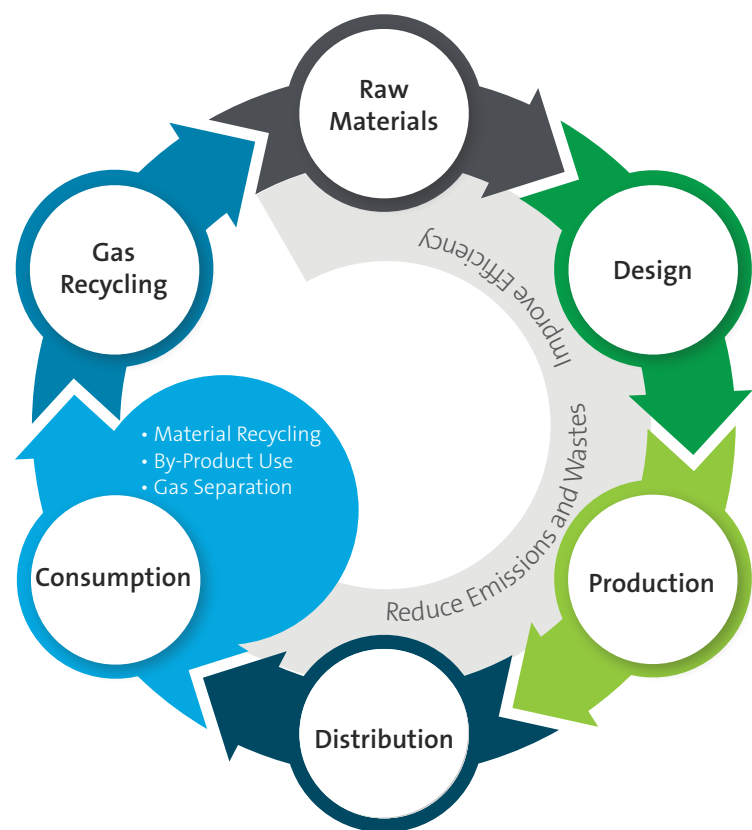 Raw
Materials
Design
Production
Distribution
Consumption
Gas
Recycling
• Material Recycling
• By-Product Use
• Gas Separation
Improve Efficiency
Reduce Emissions and Wastes